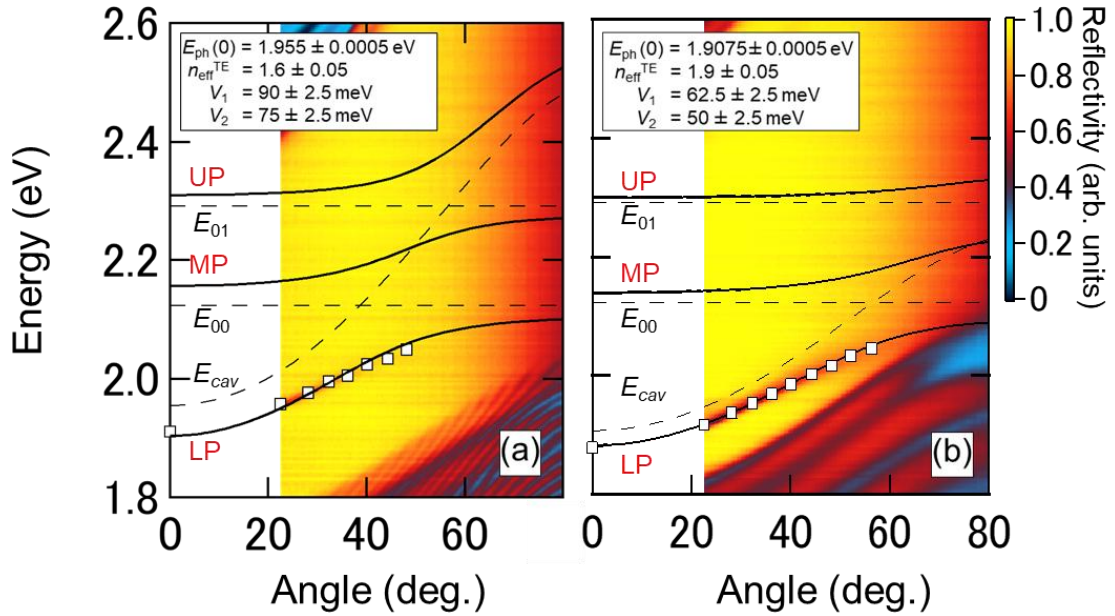 2.6
2.4
2.2
2.0
1.8
Energy (eV)
E_ph (0) = 1.955 ± 0.0005 eV
n_eff^TE = 1.6 ± 0.05
V_1 = 90 ± 2.5 meV
V_2 = 75 ± 2.5 meV
UP
E_01
MP
E_00
E_cav
LP
(a)
0 20 40 60
Angle (deg.)
E_ph (0) = 1.9075 ± 0.0005 eV
n_eff^TE = 1.9 ± 0.05
V_1 = 62.5 ± 2.5 meV
V_2 = 50 ± 2.5 meV
UP
E_01
MP
E_00
E_cav
LP
(b)
0 20 40 60 80
Angle (deg.)
1.0
0.8
0.6
0.4
0.2
0
Reflectivity (arb. units)